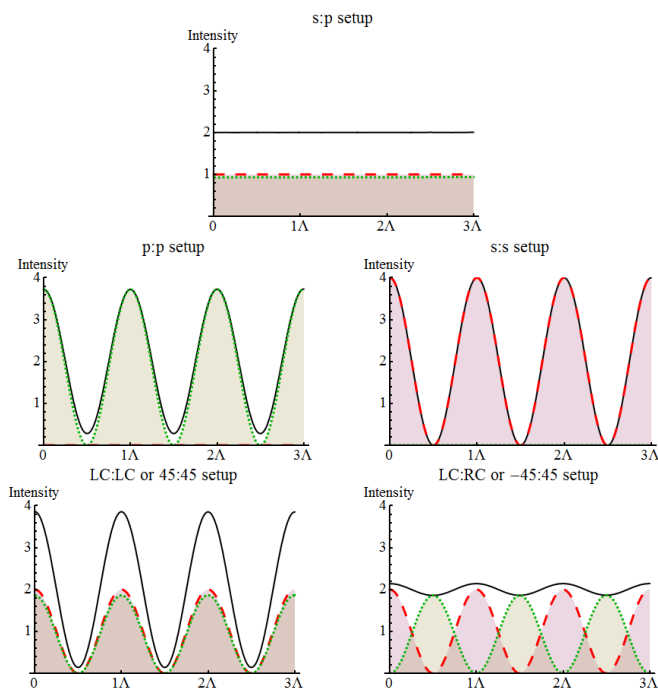 s:p setup
Intensity
4
3
2
1
0
1Λ
2Λ
3Λ
p:p setup
Intensity
4
3
2
1
0
1Λ
2Λ
3Λ
s:s setup
Intensity
4
3
2
1
0
1Λ
2Λ
3Λ
LC:LC or 45:45 setup
Intensity
4
3
2
1
0
1Λ
2Λ
3Λ
LC:RC or −45:45 setup
Intensity
4
3
2
1
0
1Λ
2Λ
3Λ